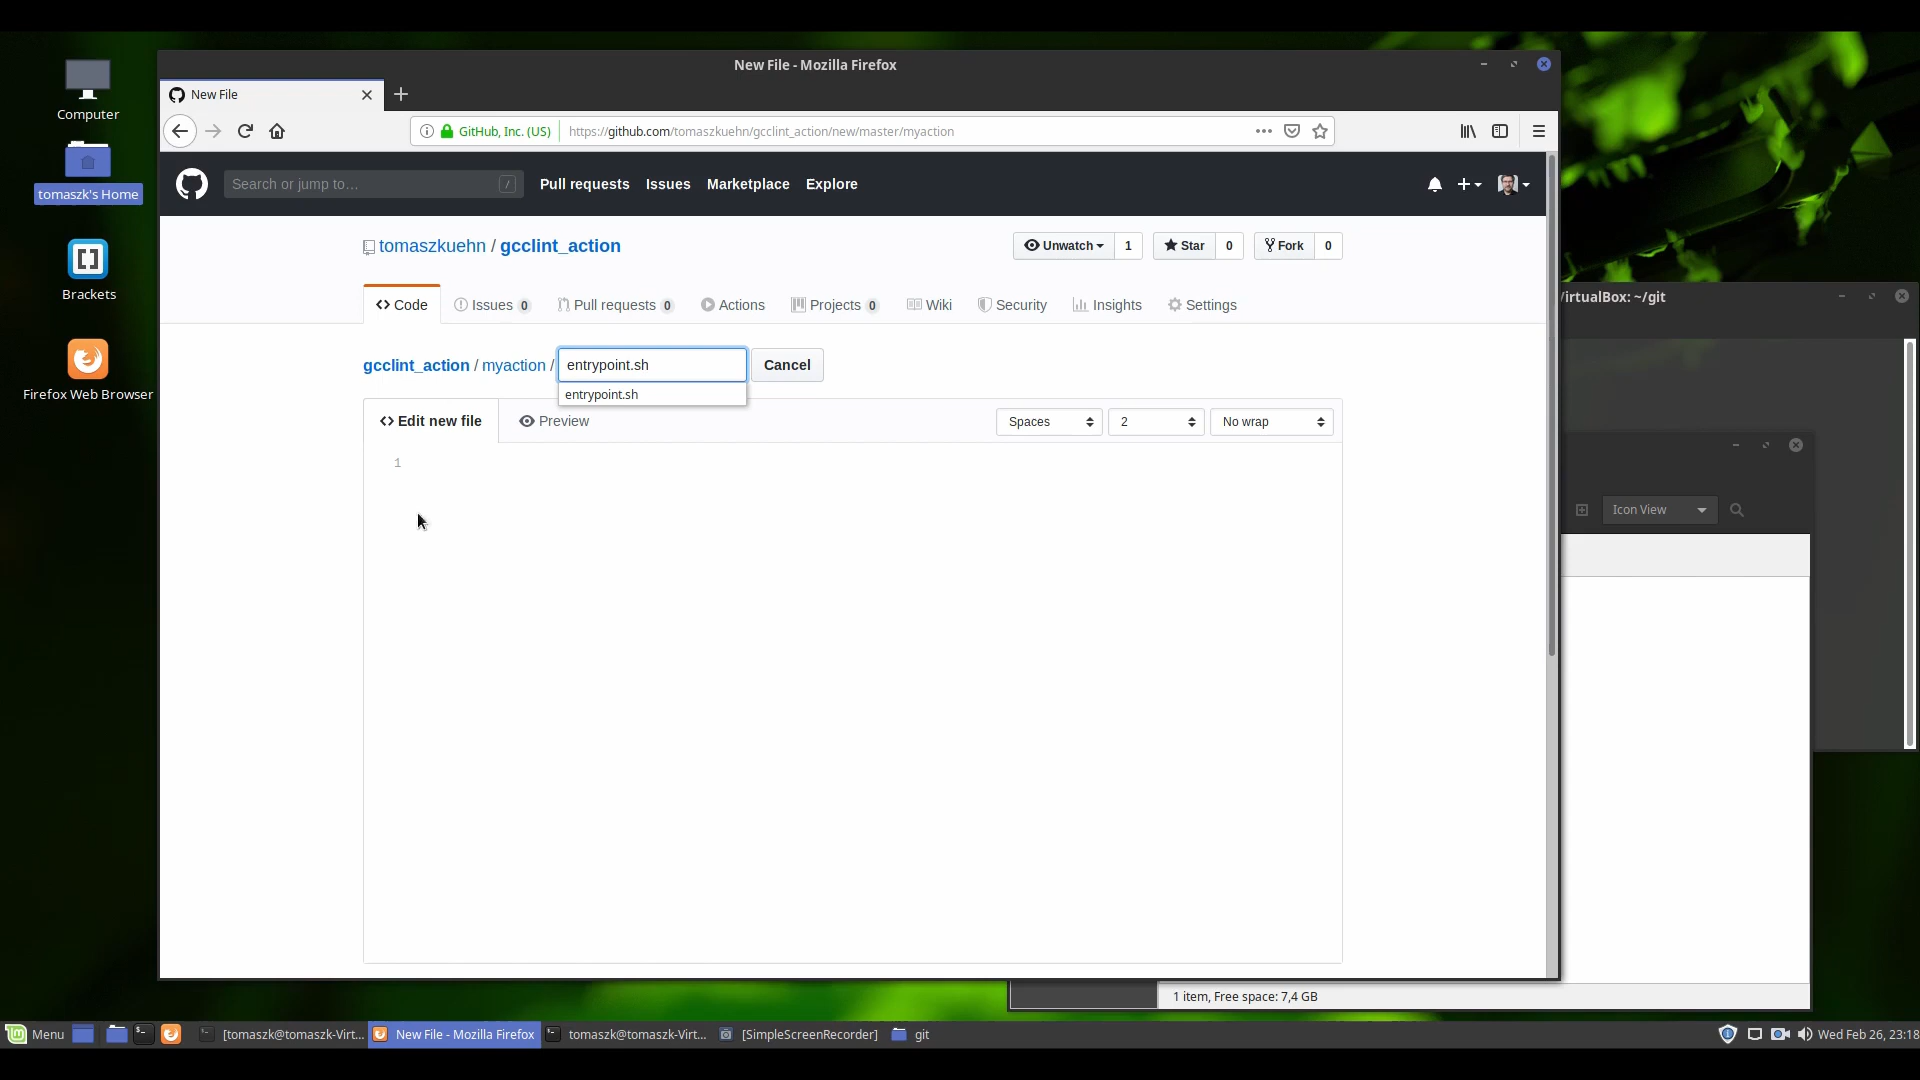 New File - Mozilla Firefox
Computer
tomaszk's Home
Brackets
Firefox Web Browser
New File
GitHub, Inc. (US)
https://github.com/tomaszkuehn/gcclint_action/new/master/myaction
Search or jump to…
/
Pull requests
Issues
Marketplace
Explore
tomaszkuehn / gcclint_action
Unwatch
1
Star
0
Fork
0
Code
Issues 0
Pull requests 0
Actions
Projects 0
Wiki
Security
Insights
Settings
gcclint_action / myaction / entrypoint.sh
Cancel
entrypoint.sh
Edit new file
Preview
Spaces
2
No wrap
1
irtualBox: ~/git
Icon View
1 item, Free space: 7,4 GB
Menu
[tomaszk@tomaszk-Virt...
New File - Mozilla Firefox
tomaszk@tomaszk-Virt...
[SimpleScreenRecorder]
git
Wed Feb 26, 23:18